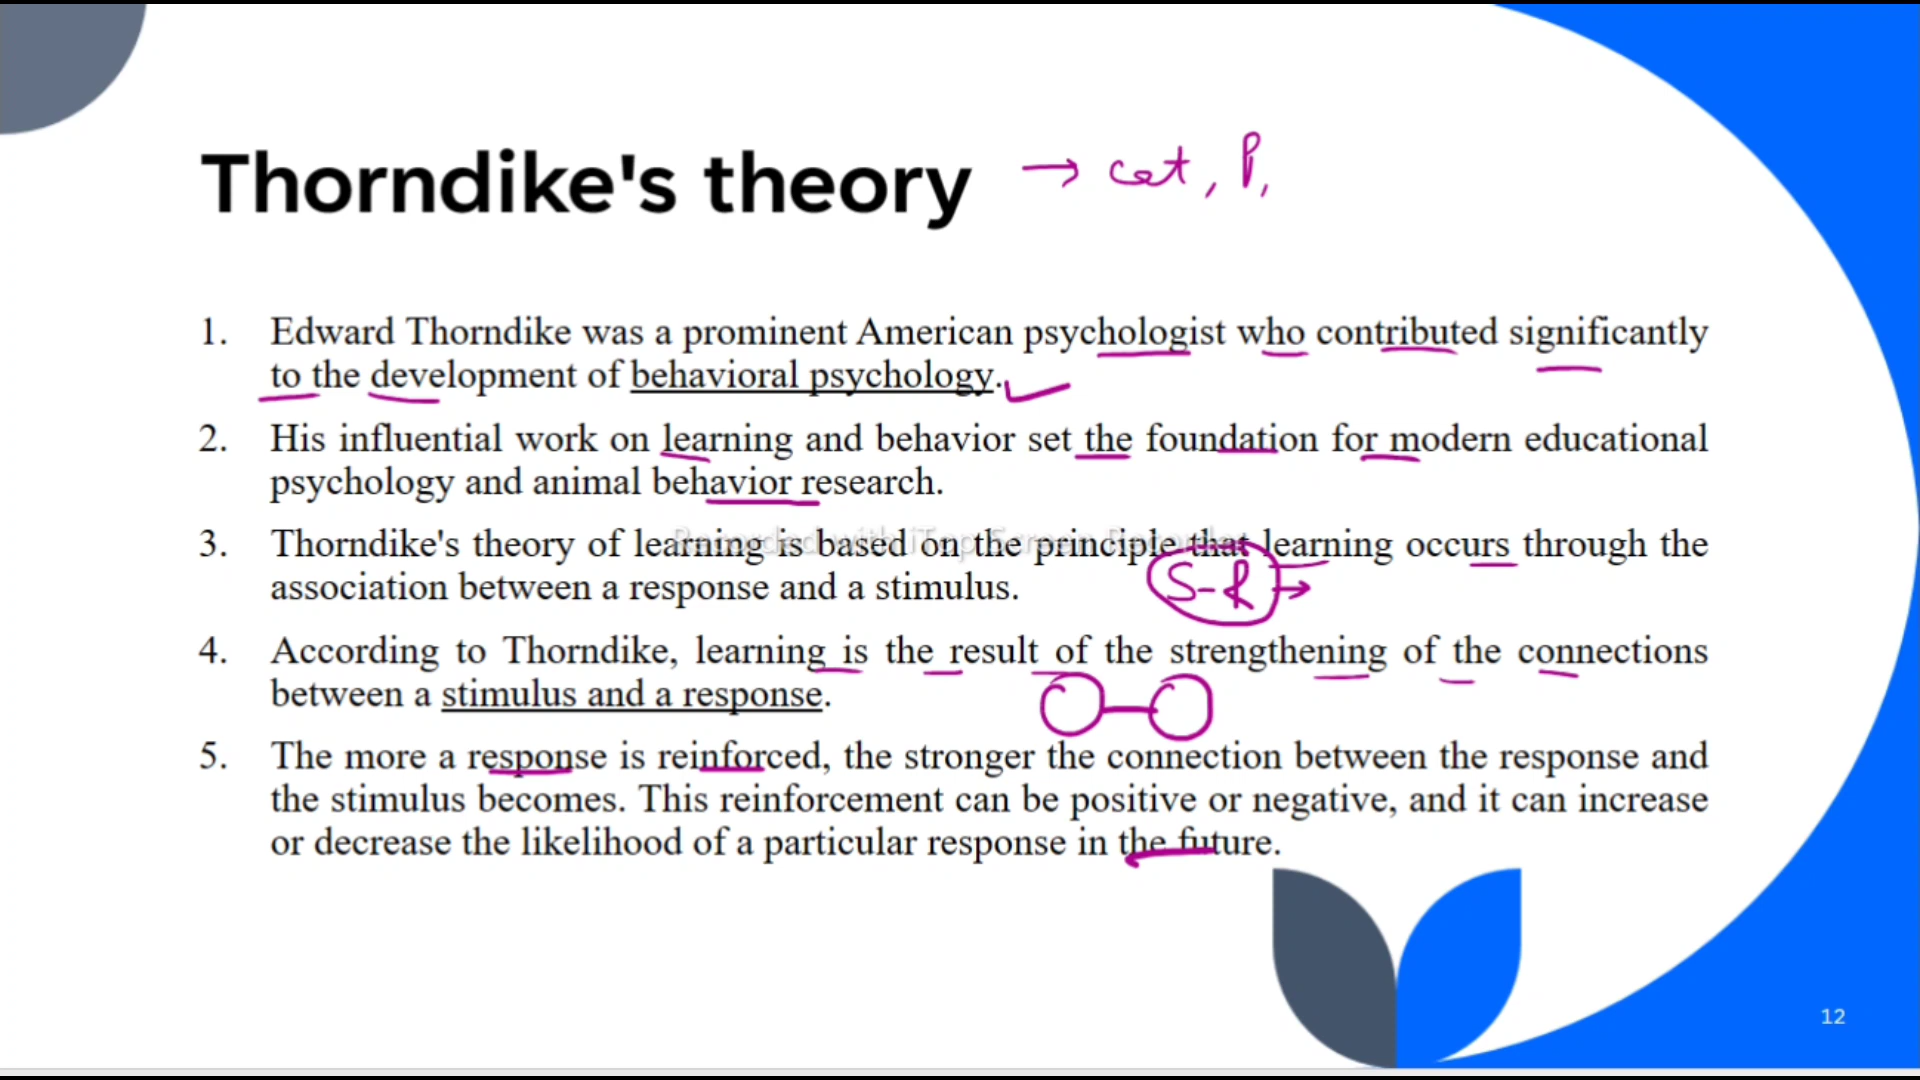 Thorndike's theory → cat, P,
1. Edward Thorndike was a prominent American psychologist who contributed significantly
to the development of behavioral psychology.
2. His influential work on learning and behavior set the foundation for modern educational
psychology and animal behavior research.
Recorded with iTop Screen Recorder
3. Thorndike's theory of learning is based on the principle that learning occurs through the
association between a response and a stimulus. S-R →
4. According to Thorndike, learning is the result of the strengthening of the connections
between a stimulus and a response.
5. The more a response is reinforced, the stronger the connection between the response and
the stimulus becomes. This reinforcement can be positive or negative, and it can increase
or decrease the likelihood of a particular response in the future.
12